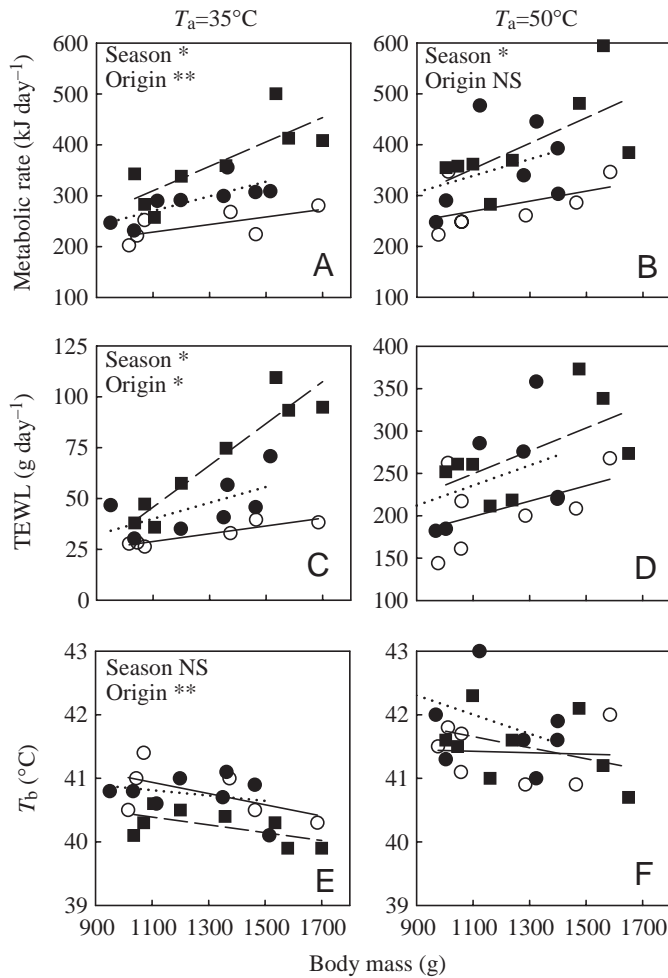 Tₐ=35°C
Tₐ=50°C
600
500
400
300
200
100
Metabolic rate (kJ day⁻¹)
Season *
Origin **
A
600
500
400
300
200
100
Season *
Origin NS
B
125
100
75
50
25
0
TEWL (g day⁻¹)
Season *
Origin *
C
400
350
300
250
200
150
100
D
43
42
41
40
39
T_b (°C)
Season NS
Origin **
E
900 1100 1300 1500 1700
43
42
41
40
39
F
900 1100 1300 1500 1700
Body mass (g)